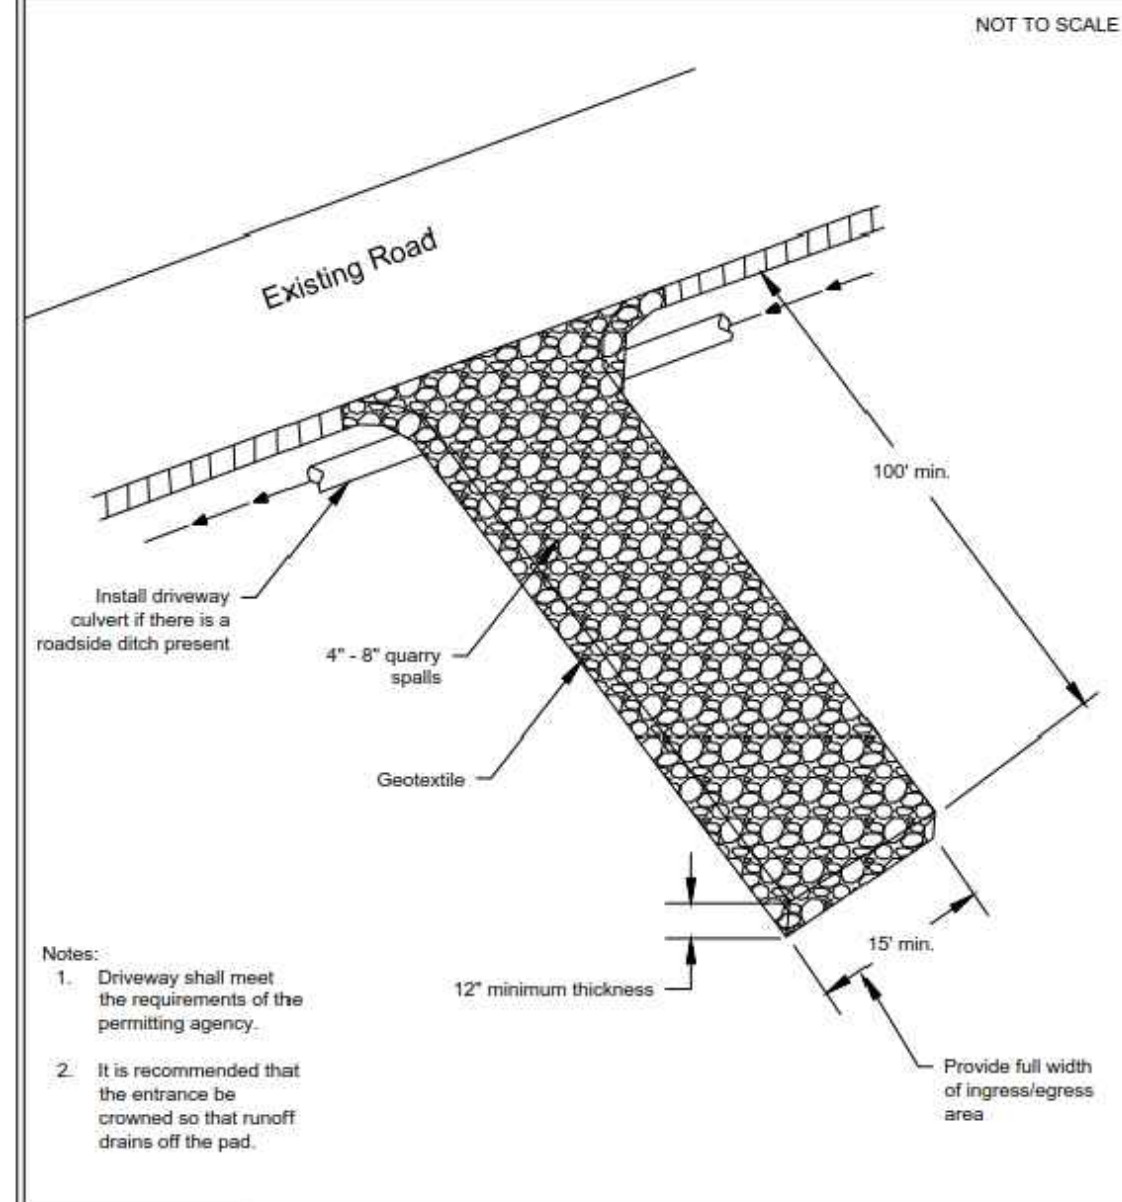 NOT TO SCALE
Existing Road
100' min.
Install driveway
culvert if there is a
roadside ditch present
4" - 8" quarry
spalls
Geotextile
15' min.
12" minimum thickness
Provide full width
of ingress/egress
area
Notes:
1. Driveway shall meet
the requirements of the
permitting agency.
2. It is recommended that
the entrance be
crowned so that runoff
drains off the pad.